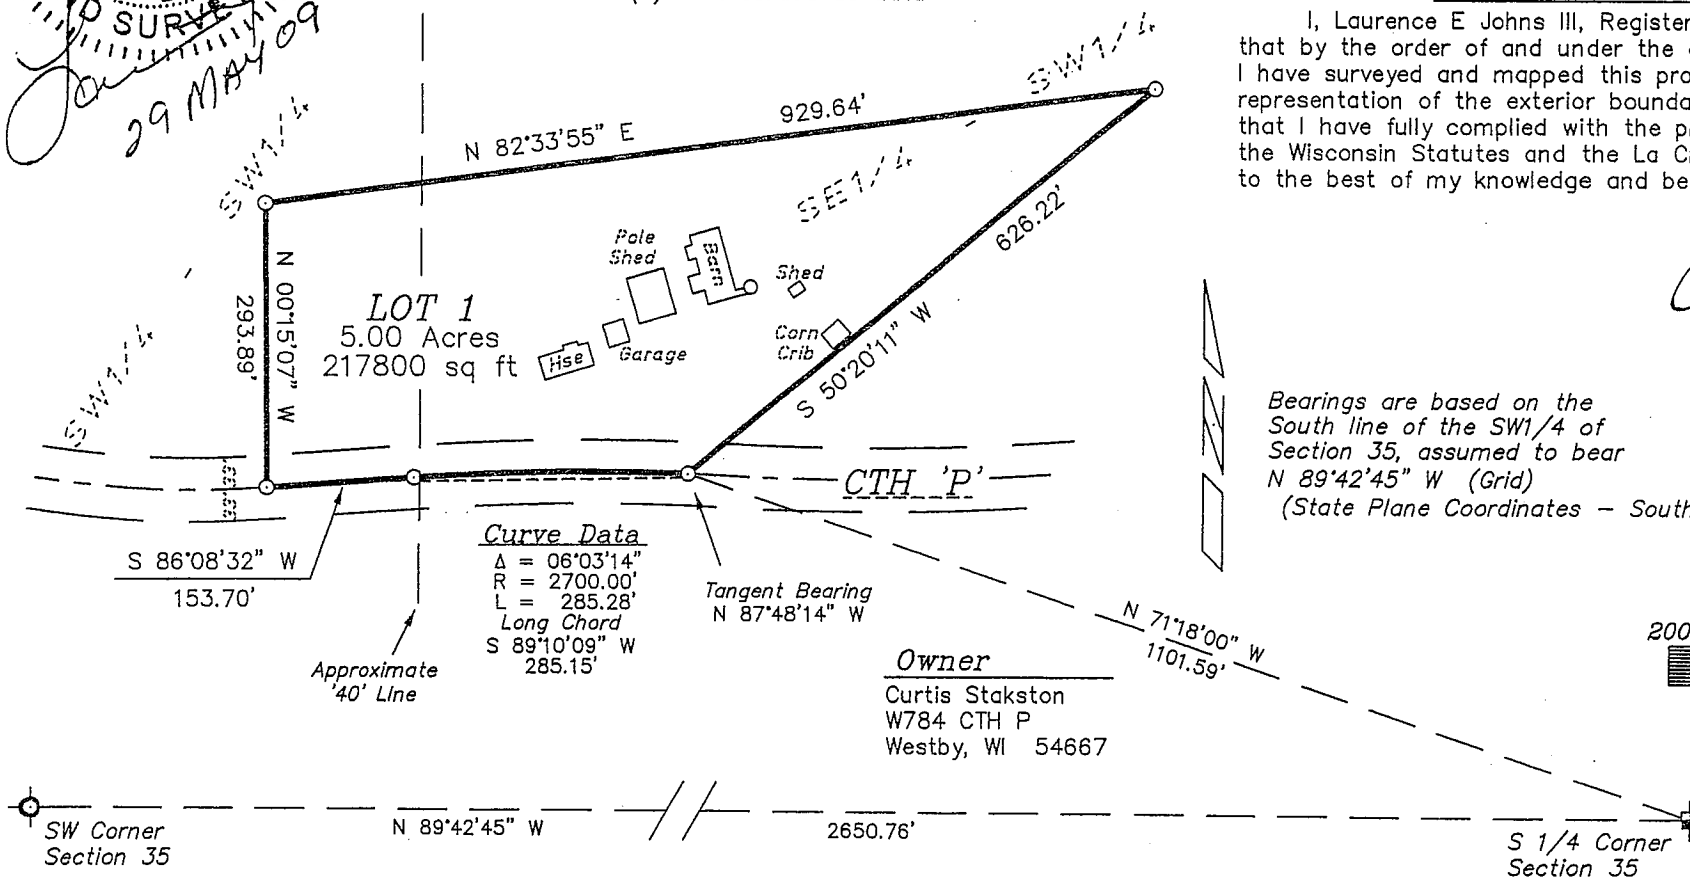 SURVE
29 MAY 09
I, Laurence E Johns III, Register
that by the order of and under the
I have surveyed and mapped this pro
representation of the exterior bounda
that I have fully complied with the p
the Wisconsin Statutes and the La C
to the best of my knowledge and be
SW1/4
SW1/4
N 82°33'55" E
929.64'
SE1/4
626.22'
S 50°20'11" W
N 00°15'07" W
293.89'
SW1/4
LOT 1
5.00 Acres
217800 sq ft
Pole
Shed
Barn
Shed
Hse
Garage
Corn
Crib
Bearings are based on the
South line of the SW1/4 of
Section 35, assumed to bear
N 89°42'45" W (Grid)
(State Plane Coordinates - South
CTH 'P'
S 86°08'32" W
153.70'
Curve Data
Δ = 06°03'14"
R = 2700.00'
L = 285.28'
Long Chord
S 89°10'09" W
285.15'
Tangent Bearing
N 87°48'14" W
Approximate
'40' Line
N 71°18'00" W
1101.59'
200
Owner
Curtis Stakston
W784 CTH P
Westby, WI 54667
SW Corner
Section 35
N 89°42'45" W
2650.76'
S 1/4 Corner
Section 35